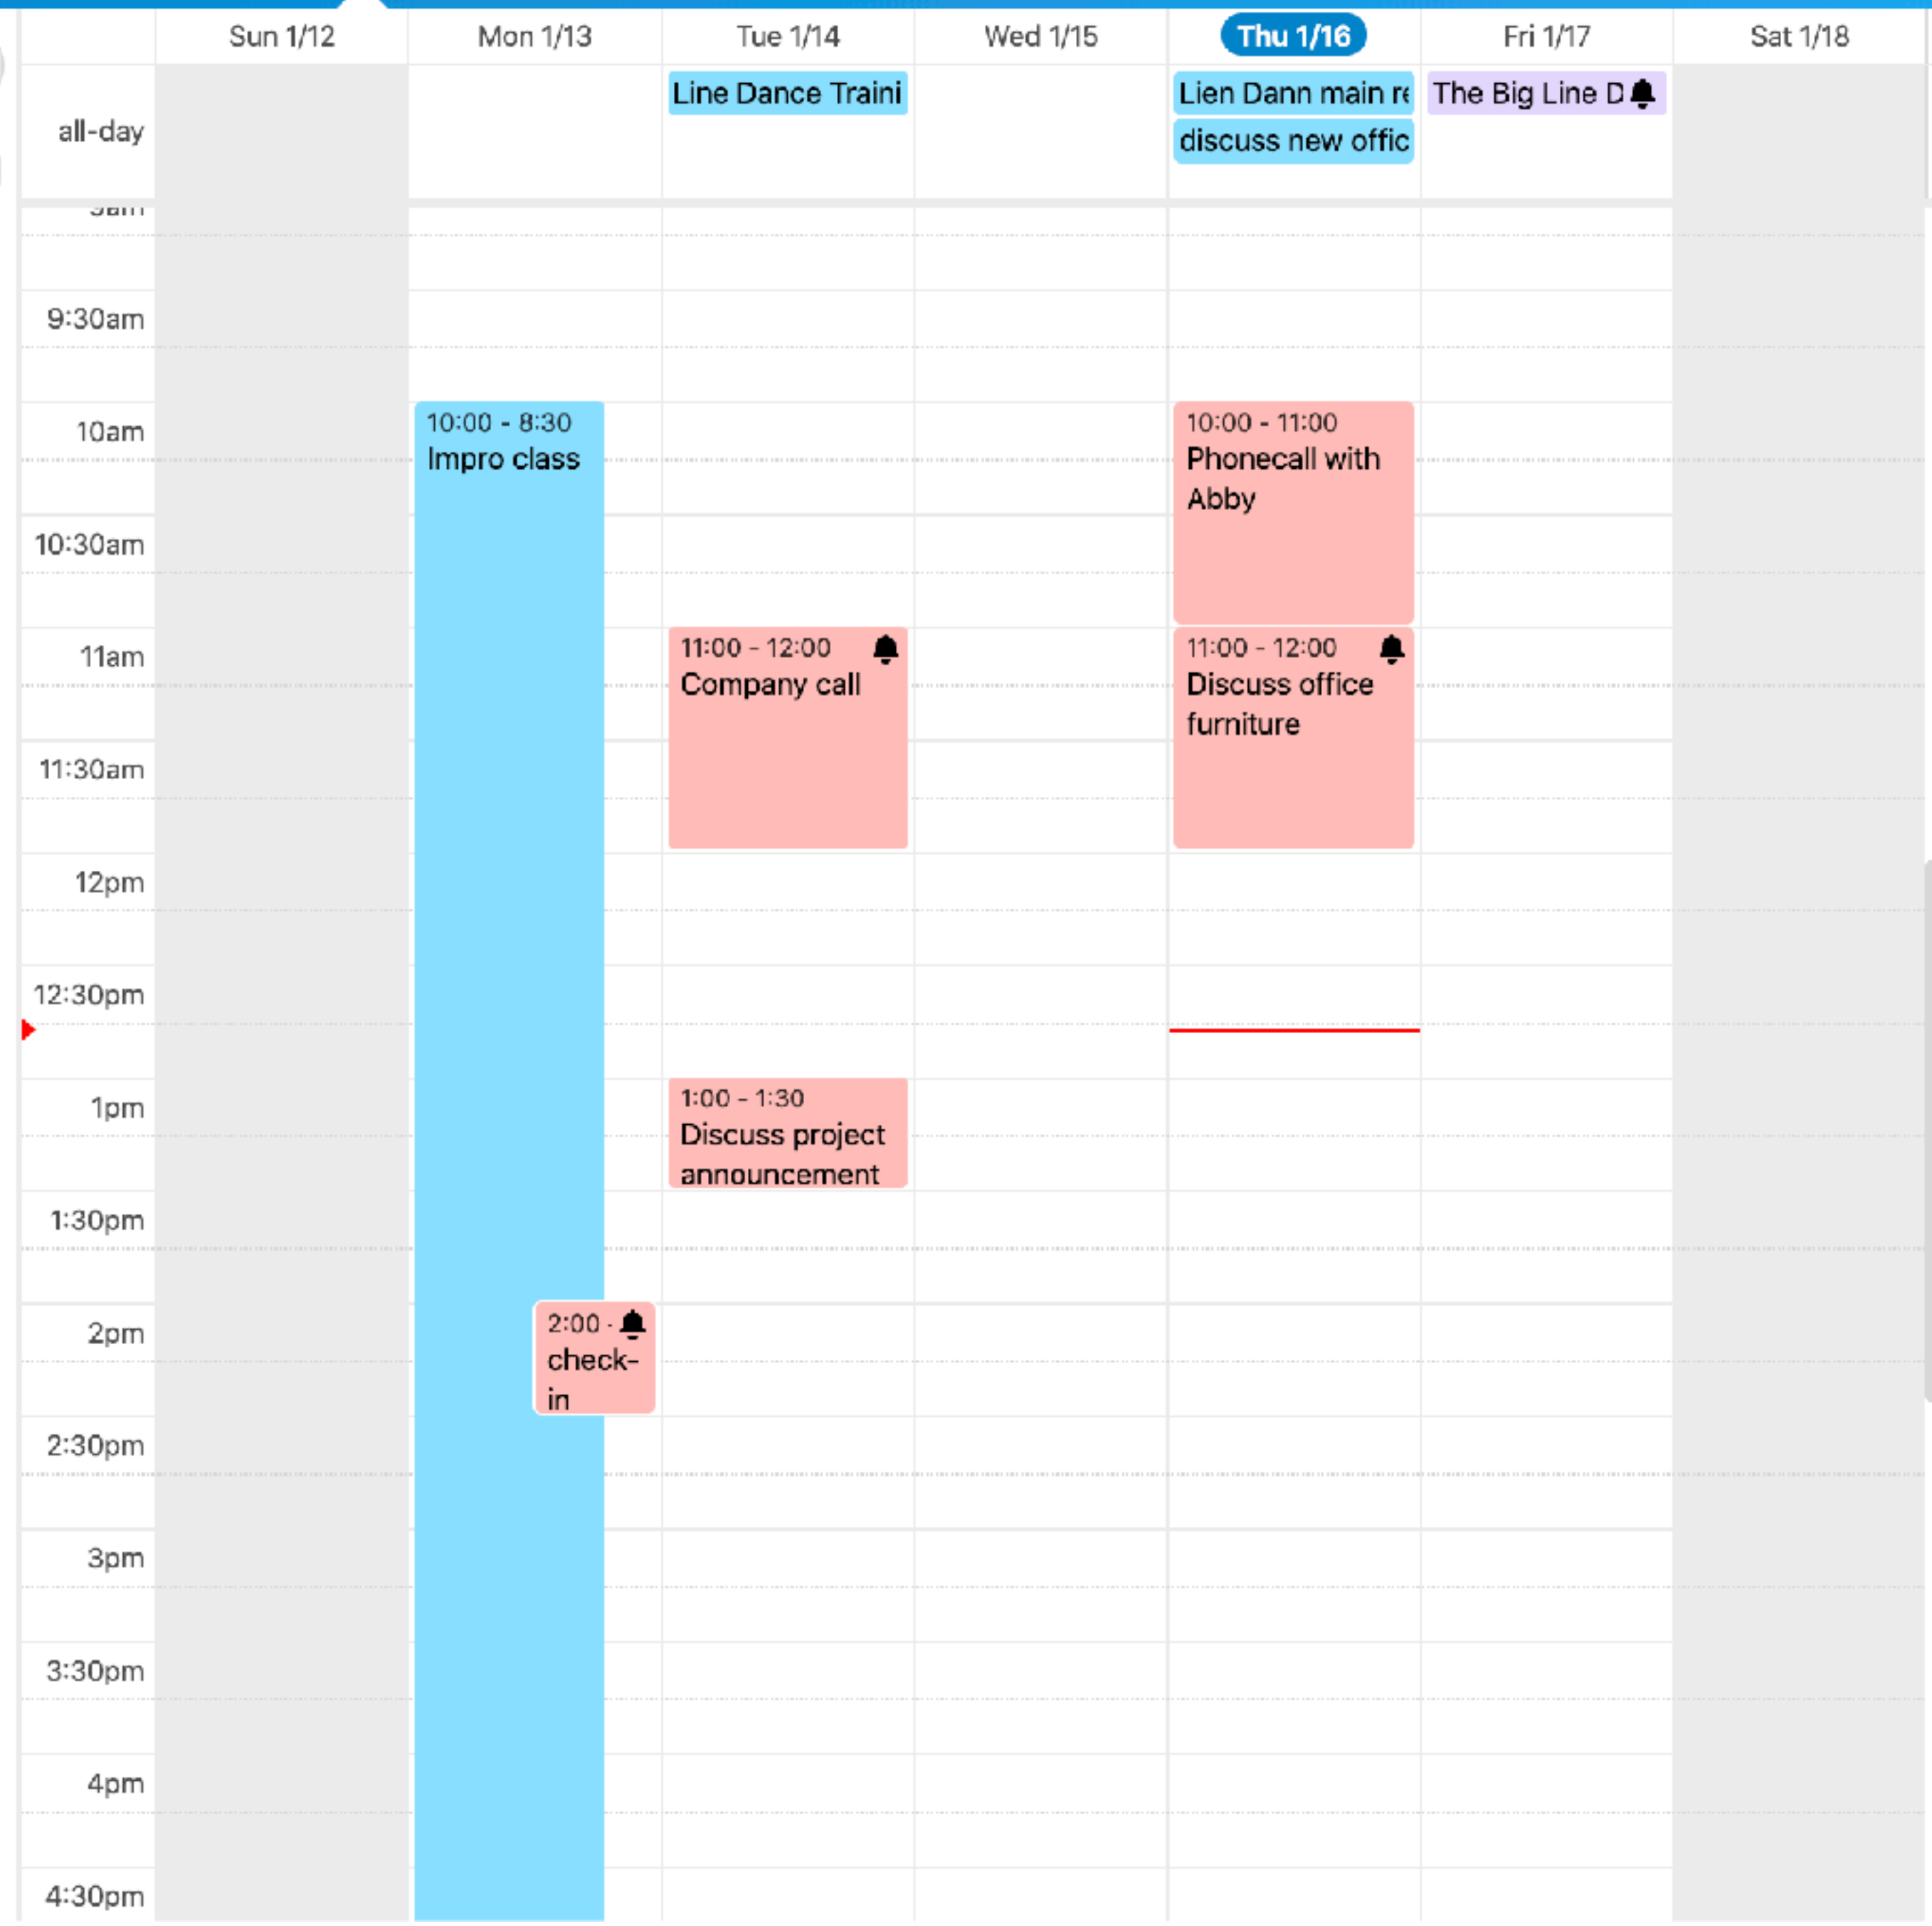 Sun 1/12
Mon 1/13
Tue 1/14
Wed 1/15
Thu 1/16
Fri 1/17
Sat 1/18
all-day
Line Dance Traini
Lien Dann main
discuss new offic
The Big Line D
9:30am
10am
10:30am
11am
11:30am
12pm
12:30pm
1pm
1:30pm
2pm
2:30pm
3pm
3:30pm
4pm
4:30pm
10:00 - 8:30
Impro class
2:00 -
check-
in
11:00 - 12:00
Company call
1:00 - 1:30
Discuss project
announcement
10:00 - 11:00
Phonecall with
Abby
11:00 - 12:00
Discuss office
furniture